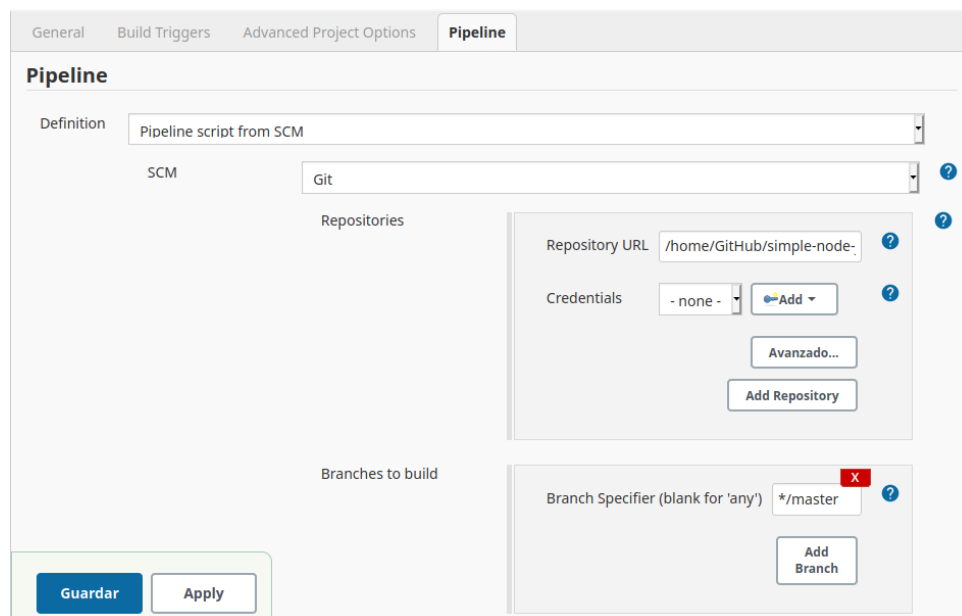 General Build Triggers Advanced Project Options Pipeline
Pipeline
Definition Pipeline script from SCM
SCM Git
Repositories
Repository URL /home/GitHub/simple-node-
Credentials - none - Add
Avanzado...
Add Repository
Branches to build
X
Branch Specifier (blank for 'any') */master
Add
Branch
Guardar Apply